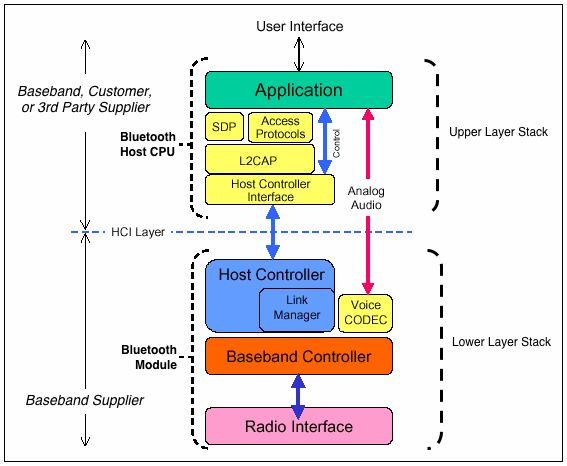 User Interface
Baseband, Customer,
or 3rd Party Supplier
Application
SDP
Access
Protocols
Control
Bluetooth
Host CPU
L2CAP
Upper Layer Stack
Host Controller
Interface
Analog
Audio
HCI Layer
Host Controller
Link
Manager
Voice
CODEC
Bluetooth
Module
Baseband Controller
Lower Layer Stack
Baseband Supplier
Radio Interface